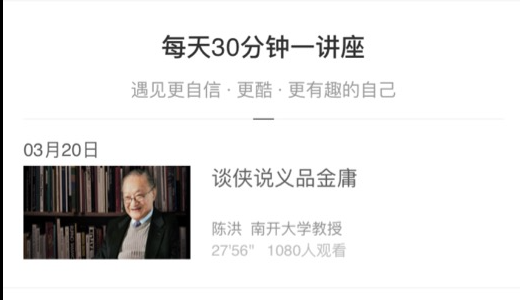 每天30分钟一讲座
遇见更自信 · 更酷 · 更有趣的自己
03月20日
谈侠说义品金庸
陈洪 南开大学教授
27'56" 1080人观看